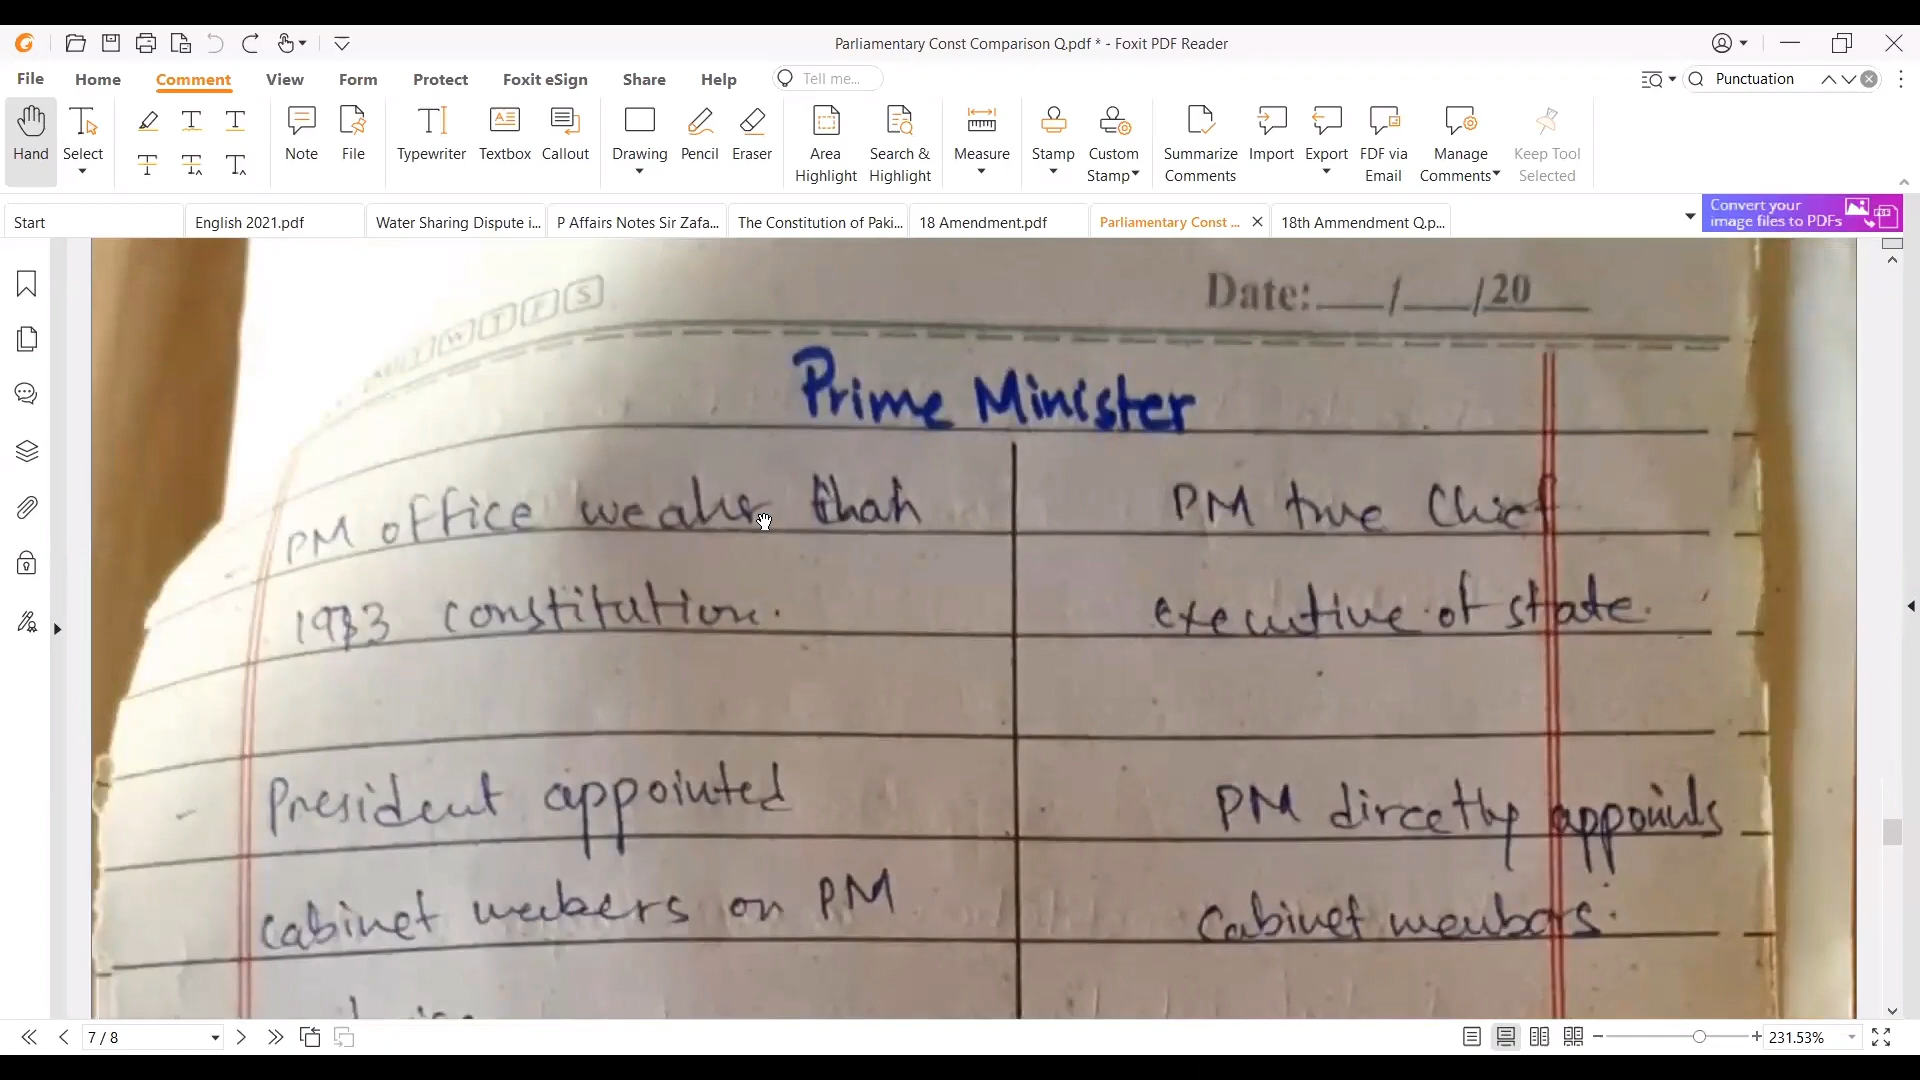 Parliamentary Const Comparison Q.pdf * - Foxit PDF Reader
File Home Comment View Form Protect Foxit eSign Share Help Tell me... Punctuation
Hand Select Note File Typewriter Textbox Callout Drawing Pencil Eraser Area Highlight Search & Highlight Measure Stamp Custom Stamp Summarize Comments Import Export FDF via Email Manage Comments Keep Tool Selected
Start English 2021.pdf Water Sharing Dispute i... P Affairs Notes Sir Zafa... The Constitution of Paki... 18 Amendment.pdf Parliamentary Const ... 18th Ammendment Q.p...
Convert your
image files to PDFs
W T F S
Date:___/___/20___
Prime Minister
PM office weaker than
1973 constitution.
President appointed
cabinet members on PM
PM true Chief
executive of state.
PM directly appoints
Cabinet members.
7 / 8 231.53%